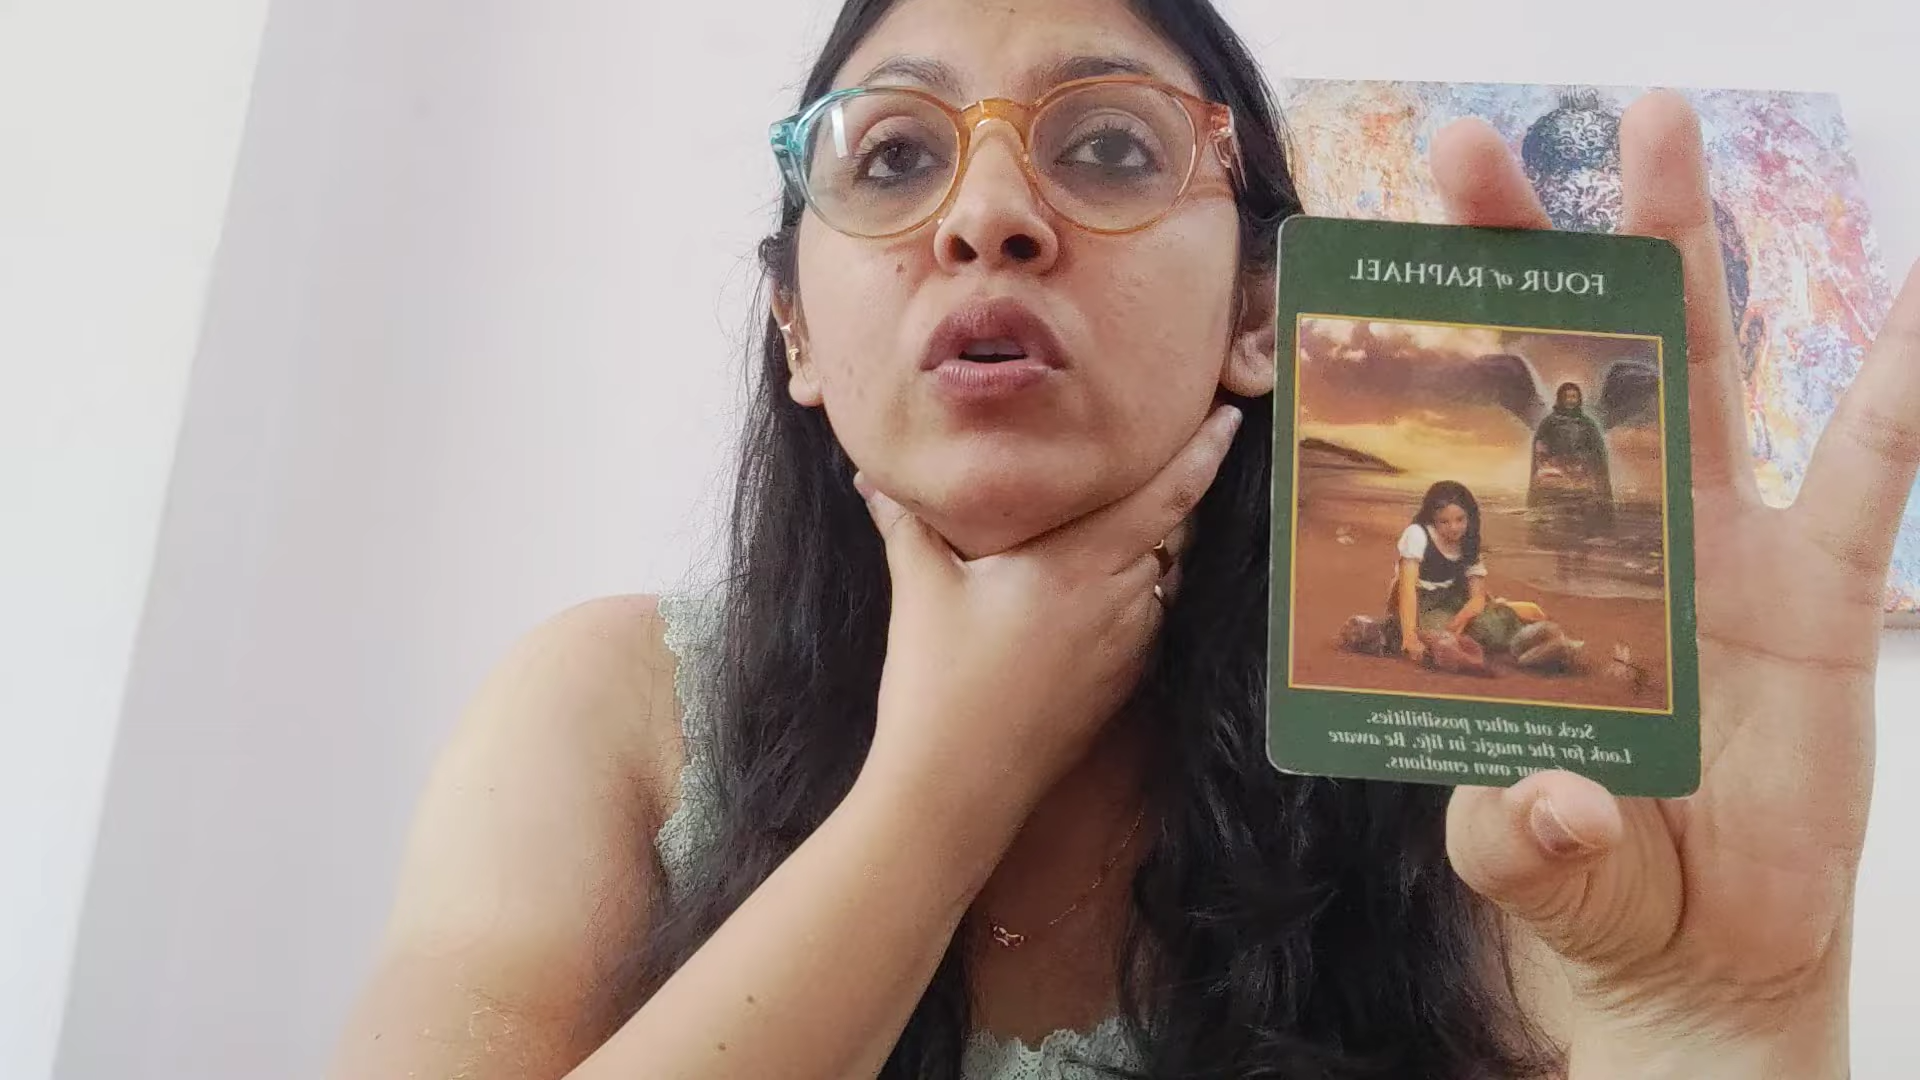 FOUR of RAPHAEL
Seek out other possibilities.
Look for the magic in life. Be aware
your own emotions.